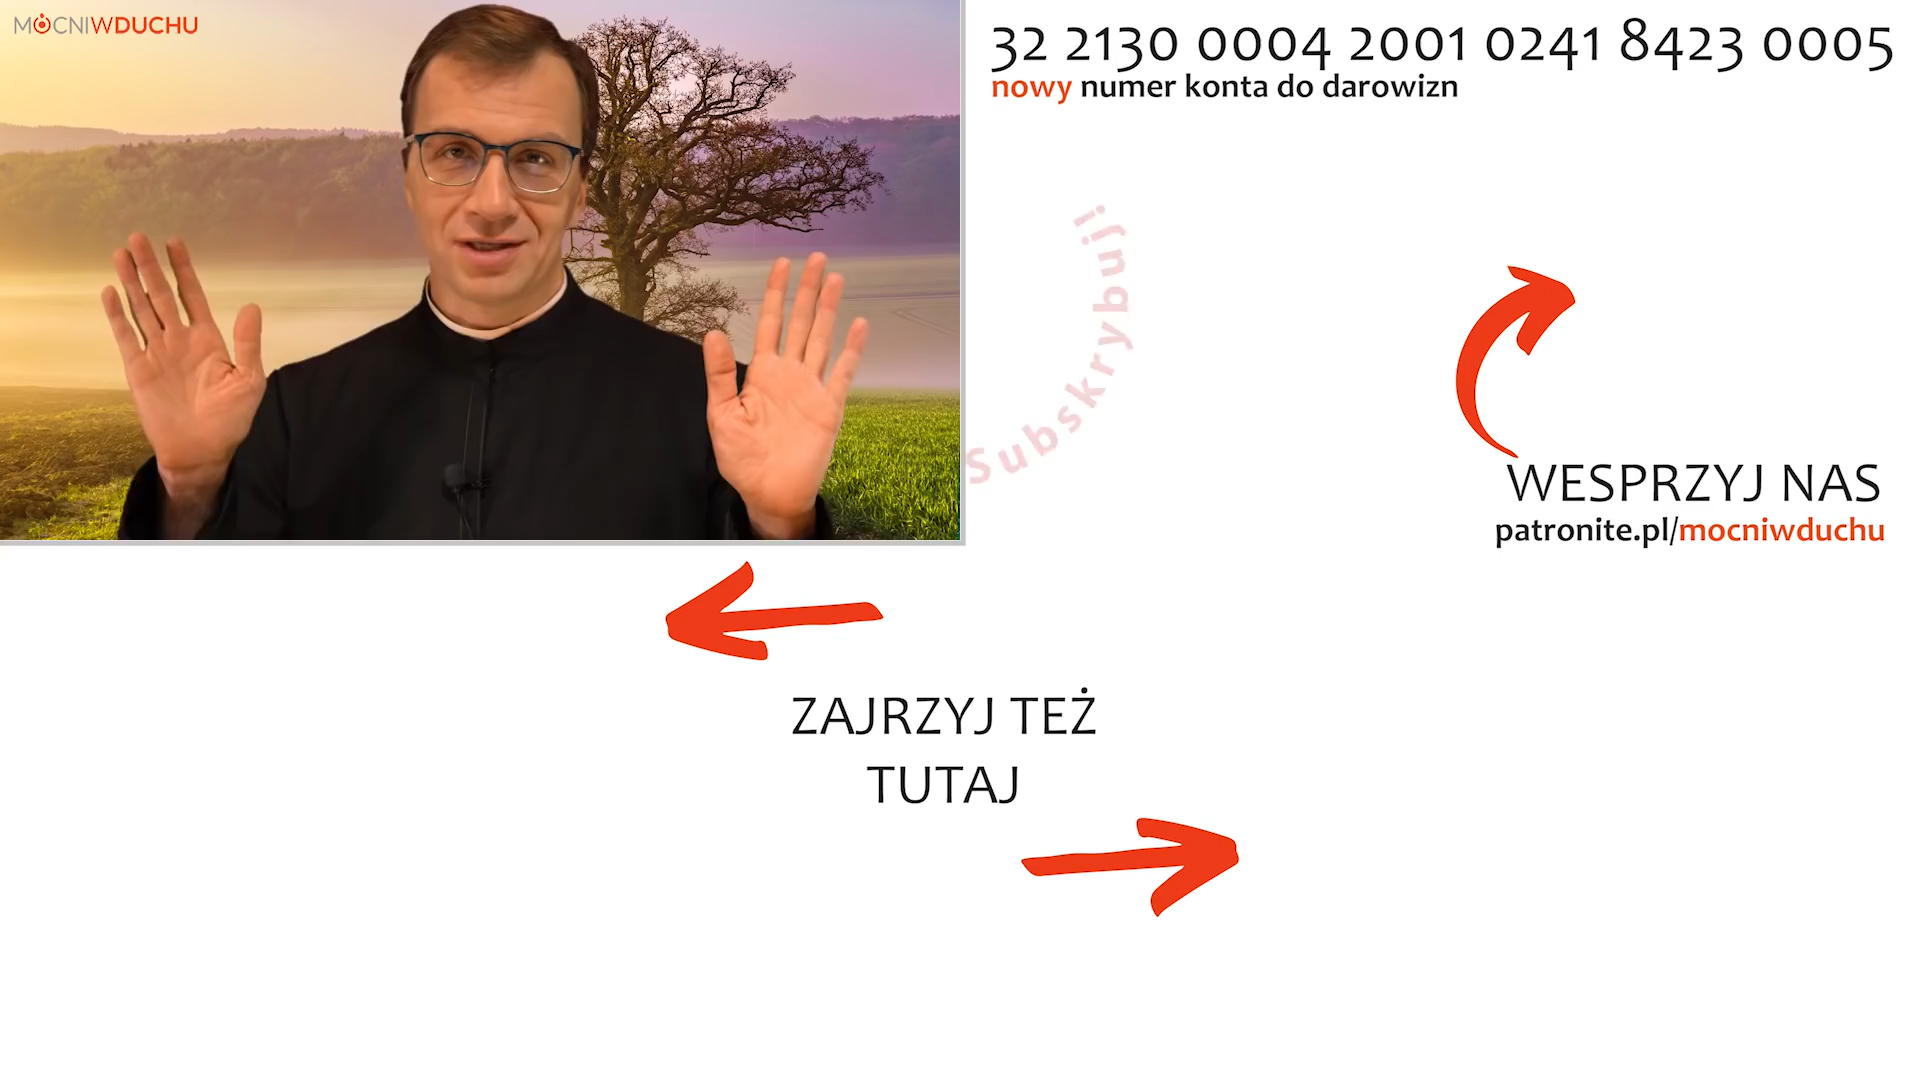 MOCNIWDUCHU
32 2130 0004 2001 0241 8423 0005
nowy numer konta do darowizn
Subskrybuj!
WESPRZYJ NAS
patronite.pl/mocniwduchu
ZAJRZYJ TEŻ
TUTAJ